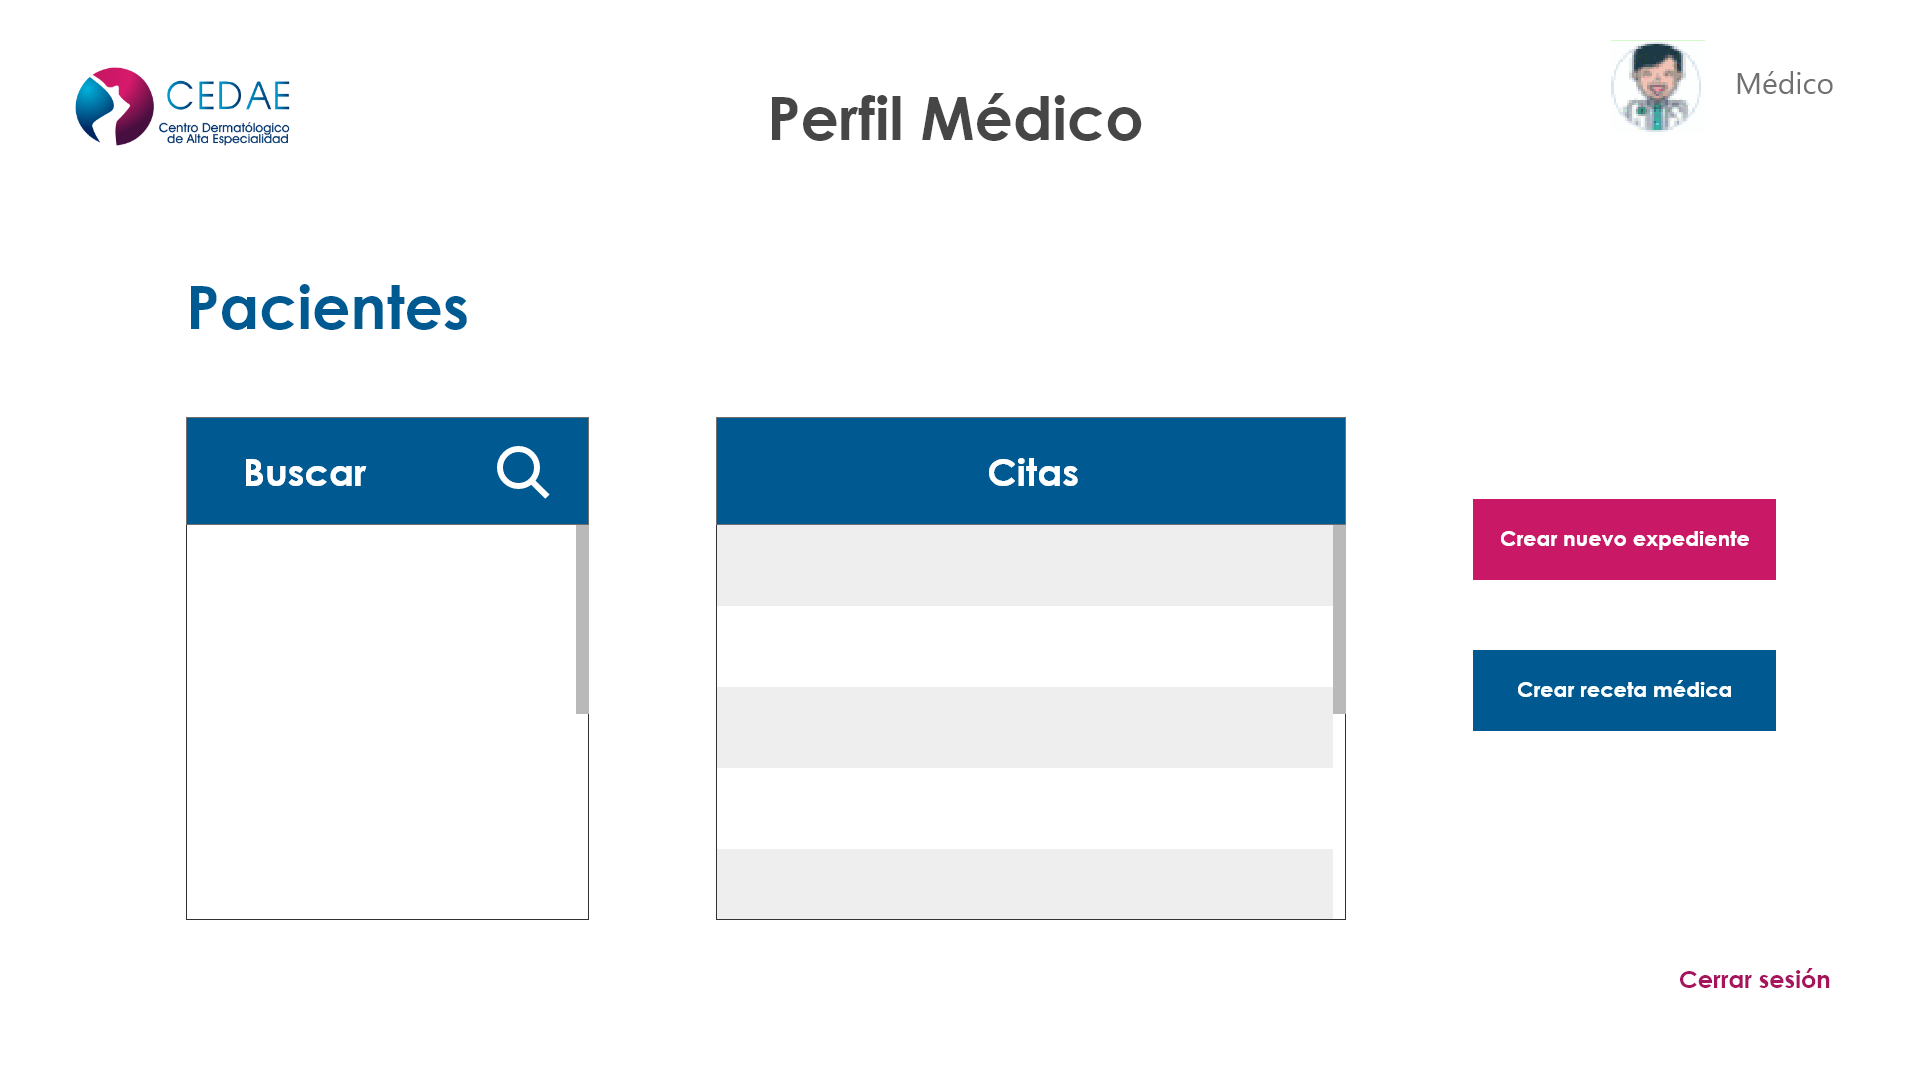 CEDAE
Centro Dermatólogico
de Alta Especialidad
Perfil Médico
Médico
Pacientes
Buscar
Citas
Crear nuevo expediente
Crear receta médica
Cerrar sesión